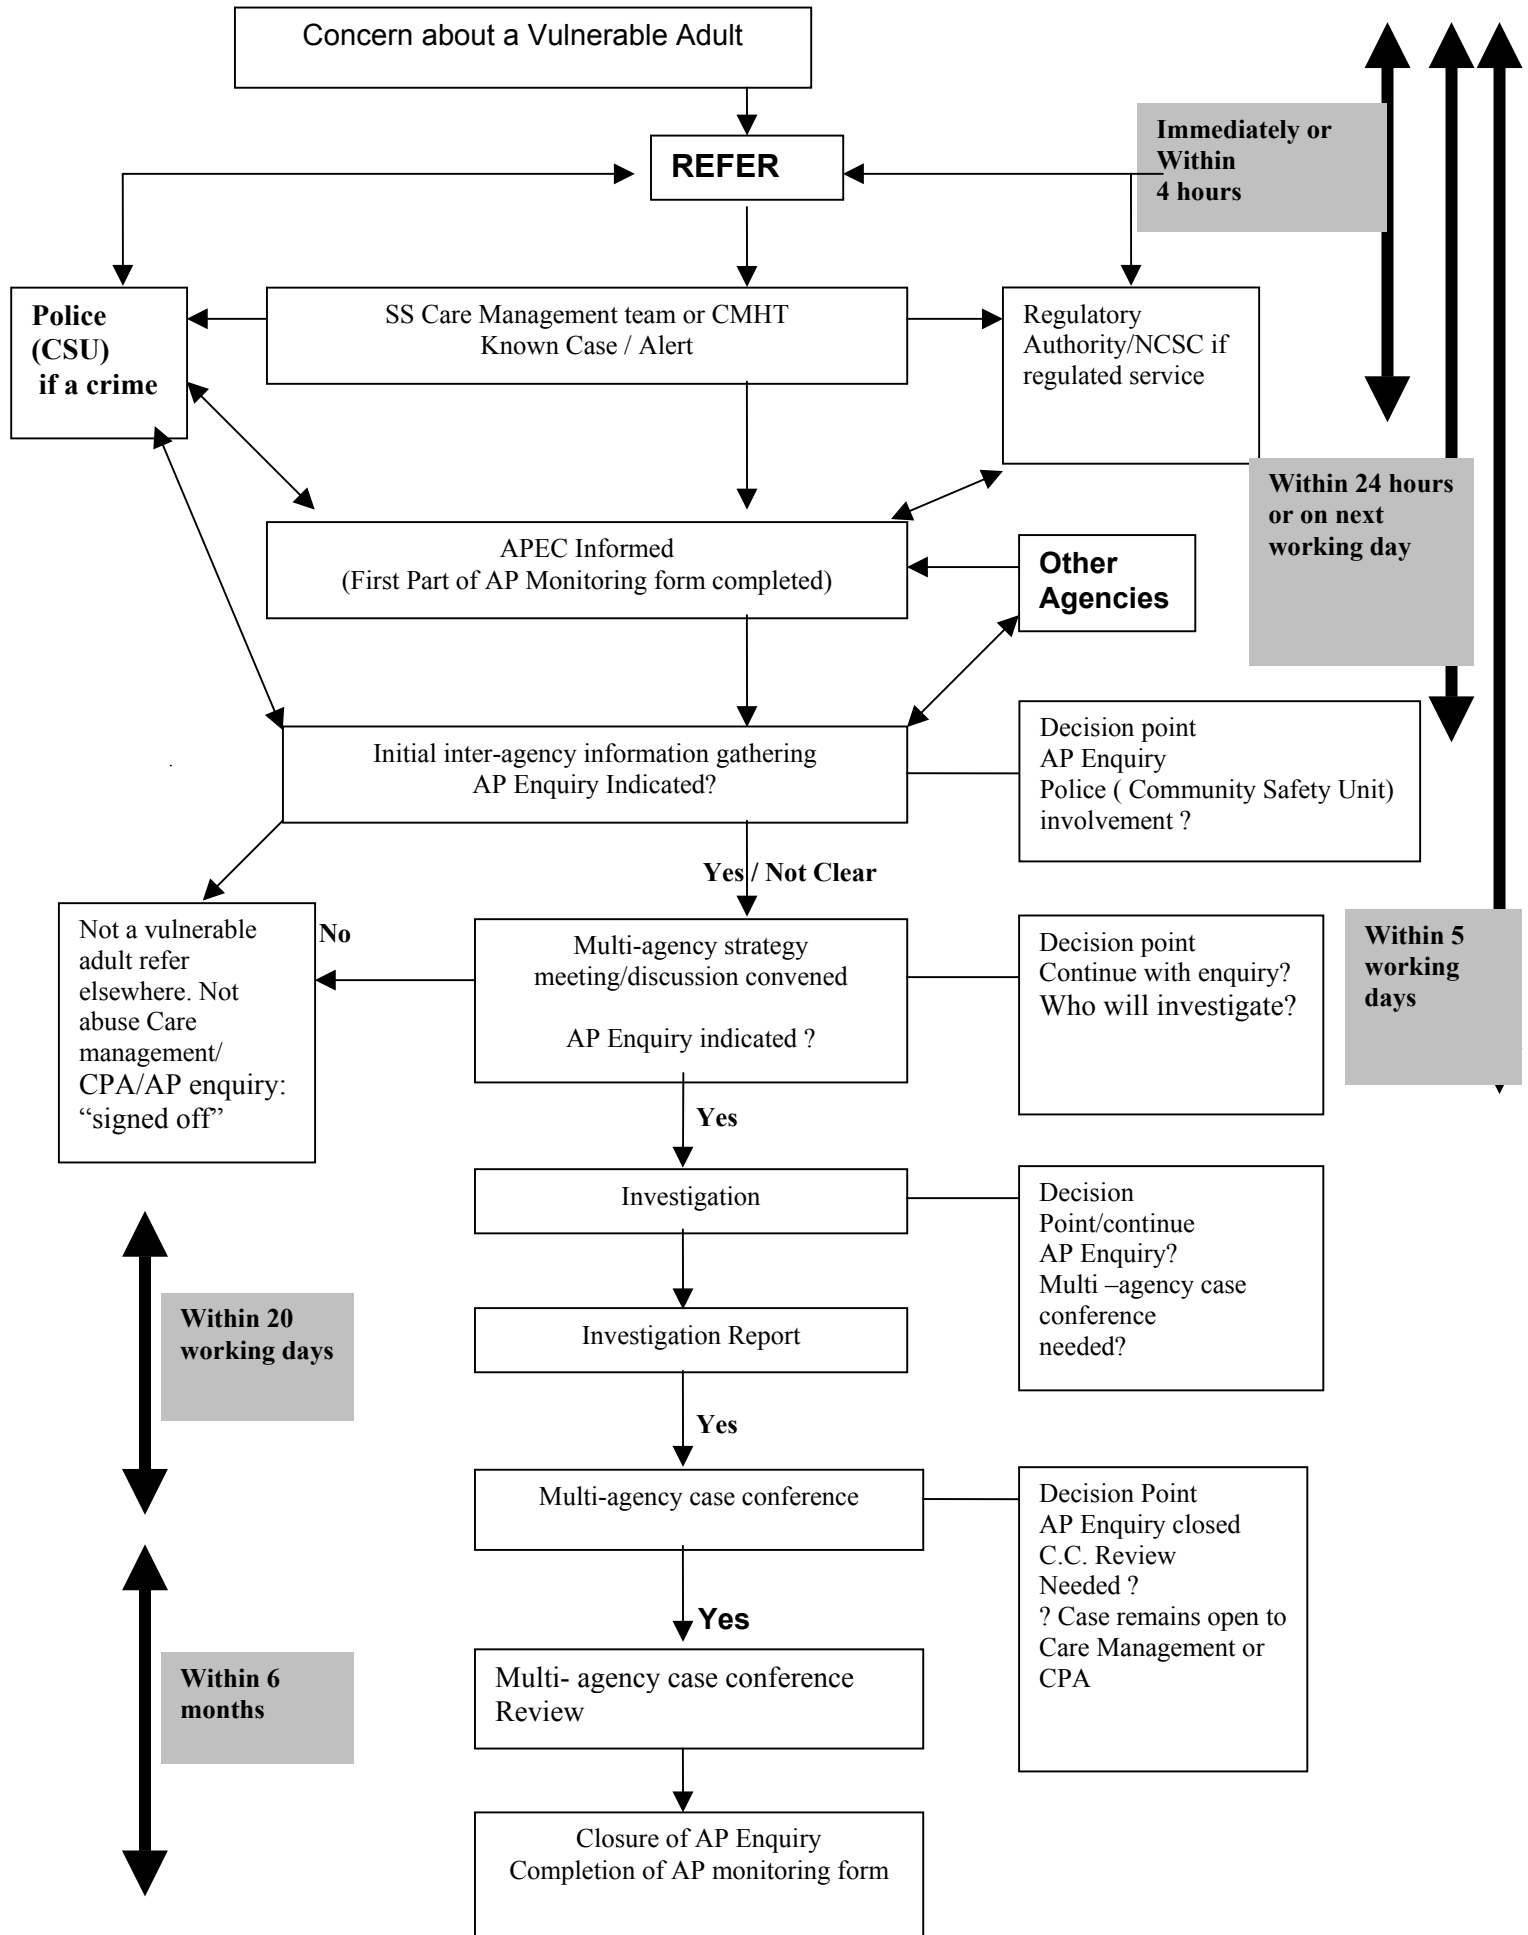 Concern about a Vulnerable Adult
Immediately or
Within
4 hours
REFER
Police
(CSU)
if a crime
SS Care Management team or CMHT
Known Case / Alert
Regulatory
Authority/NCSC if
regulated service
Within 24 hours
or on next
working day
APEC Informed
(First Part of AP Monitoring form completed)
Other
Agencies
Initial inter-agency information gathering
AP Enquiry Indicated?
Decision point
AP Enquiry
Police ( Community Safety Unit)
involvement ?
Yes / Not Clear
Not a vulnerable
adult refer
elsewhere. Not
abuse Care
management/
CPA/AP enquiry:
“signed off”
No
Multi-agency strategy
meeting/discussion convened
AP Enquiry indicated ?
Decision point
Continue with enquiry?
Who will investigate?
Within 5
working
days
Yes
Investigation
Decision
Point/continue
AP Enquiry?
Multi –agency case
conference
needed?
Within 20
working days
Investigation Report
Yes
Multi-agency case conference
Decision Point
AP Enquiry closed
C.C. Review
Needed ?
? Case remains open to
Care Management or
CPA
Yes
Within 6
months
Multi- agency case conference
Review
Closure of AP Enquiry
Completion of AP monitoring form